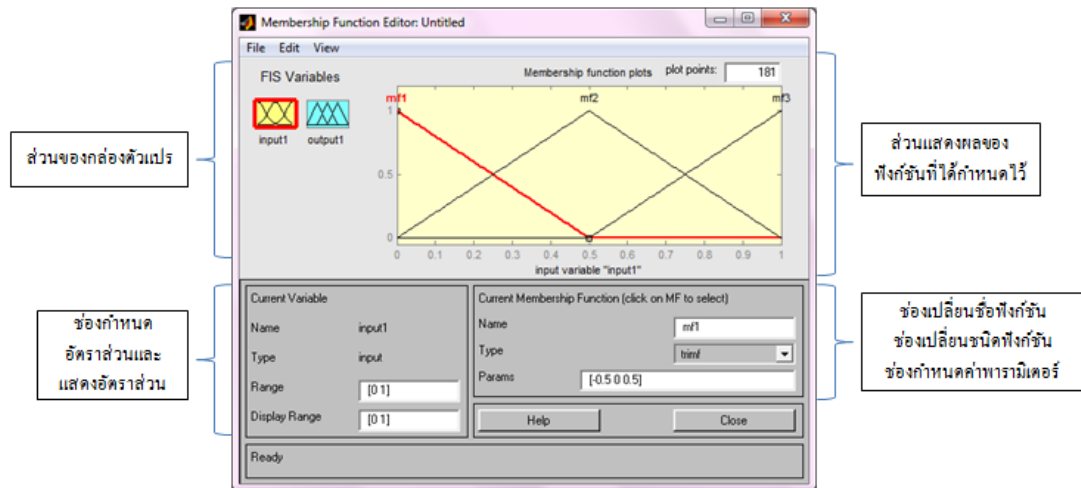 Membership Function Editor: Untitled
File Edit View
FIS Variables
Membership function plots plot points: 181
mf1 mf2 mf3
input1 output1
1
0.5
0
0 0.1 0.2 0.3 0.4 0.5 0.6 0.7 0.8 0.9 1
input variable "input1"
ส่วนของกล่องตัวแปร
ส่วนแสดงผลของ
ฟังก์ชันที่ได้กำหนดไว้
Current Variable
Name input1
Type input
Range [0 1]
Display Range [0 1]
Current Membership Function (click on MF to select)
Name mf1
Type trimf
Params [-0.5 0 0.5]
Help Close
Ready
ช่องกำหนด
อัตราส่วนและ
แสดงอัตราส่วน
ช่องเปลี่ยนชื่อฟังก์ชัน
ช่องเปลี่ยนชนิดฟังก์ชัน
ช่องกำหนดค่าพารามิเตอร์